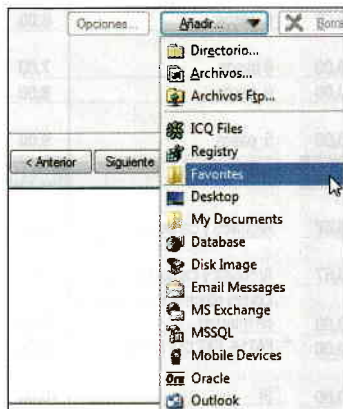 Opciones...
Añadir...
Directorio...
Archivos...
Archivos Ftp...
ICQ Files
Registry
< Anterior
Siguiente
Favorites
Desktop
My Documents
Database
Disk Image
Email Messages
MS Exchange
MSSQL
Mobile Devices
Oracle
Outlook